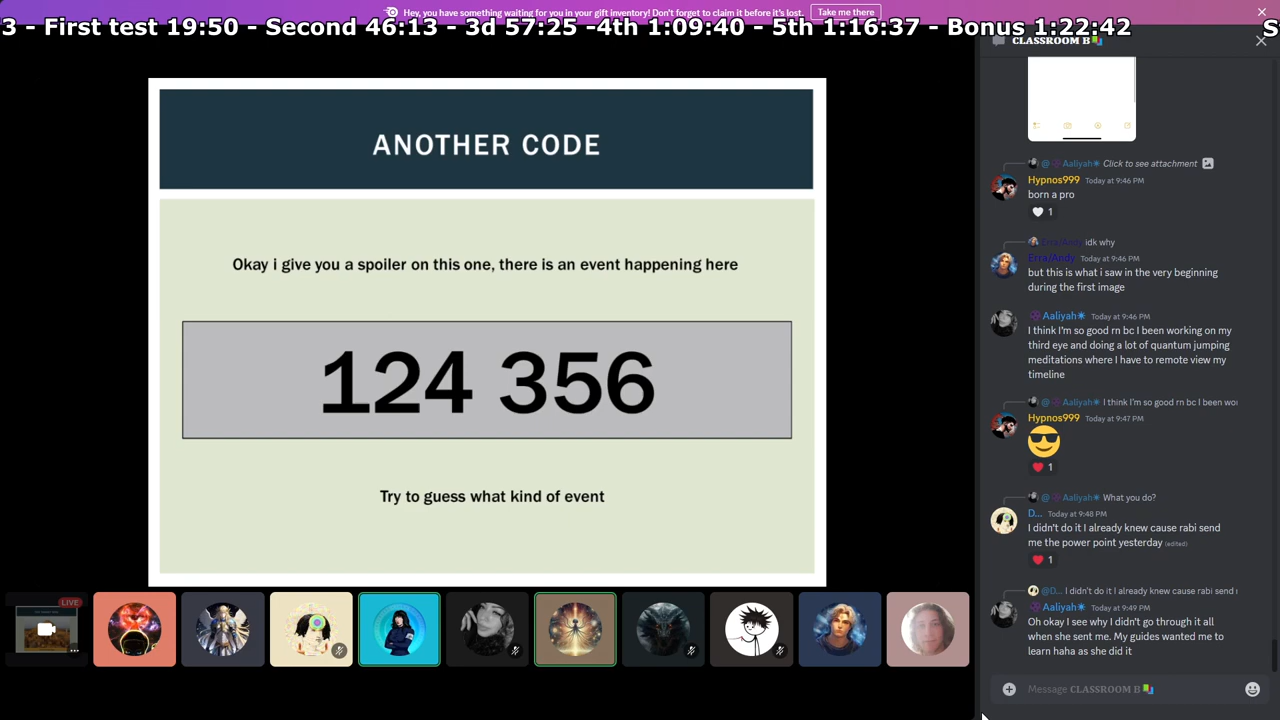 Hey, you have something waiting for you in your gift inventory! Don't forget to claim it before it's lost.
Take me there
3 - First test 19:50 - Second 46:13 - 3d 57:25 -4th 1:09:40 - 5th 1:16:37 - Bonus 1:22:42
S
CLASSROOM B
ANOTHER CODE
Okay i give you a spoiler on this one, there is an event happening here
124 356
Try to guess what kind of event
LIVE
@ Aaliyah Click to see attachment
Hypnos999 Today at 9:46 PM
born a pro
1
Erra/Andy idk why
Erra/Andy Today at 9:46 PM
but this is what i saw in the very beginning
during the first image
Aaliyah Today at 9:46 PM
I think I'm so good rn bc I been working on my
third eye and doing a lot of quantum jumping
meditations where I have to remote view my
timeline
@ Aaliyah I think I'm so good rn bc I been wor
Hypnos999 Today at 9:47 PM
1
@ Aaliyah What you do?
D... Today at 9:48 PM
I didn't do it I already knew cause rabi send
me the power point yesterday (edited)
1
@D... I didn't do it I already knew cause rabi send
Aaliyah Today at 9:49 PM
Oh okay I see why I didn't go through it all
when she sent me. My guides wanted me to
learn haha as she did it
Message CLASSROOM B